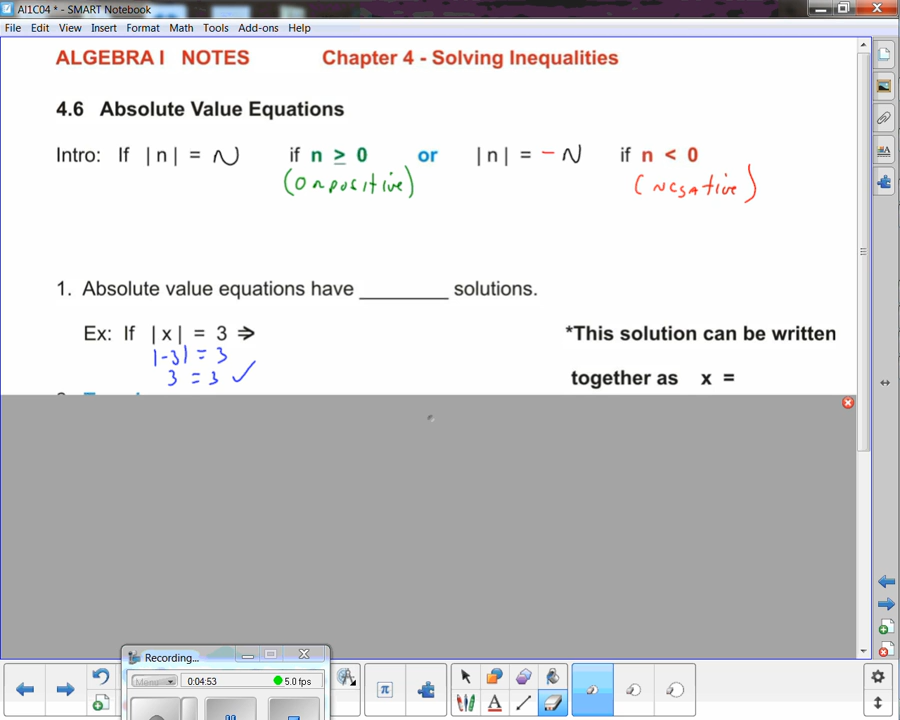 Al1C04 * - SMART Notebook
File Edit View Insert Format Math Tools Add-ons Help
ALGEBRA I NOTES Chapter 4 - Solving Inequalities
4.6 Absolute Value Equations
Intro: If | n | = N if n ≥ 0 or | n | = - N if n < 0
(0 or positive) (Negative)
1. Absolute value equations have ________ solutions.
Ex: If | x | = 3 ⇒ *This solution can be written
|-3| = 3
3 = 3 ✓ together as x =
Recording...
Menu 0:04:53 5.0 fps
π A